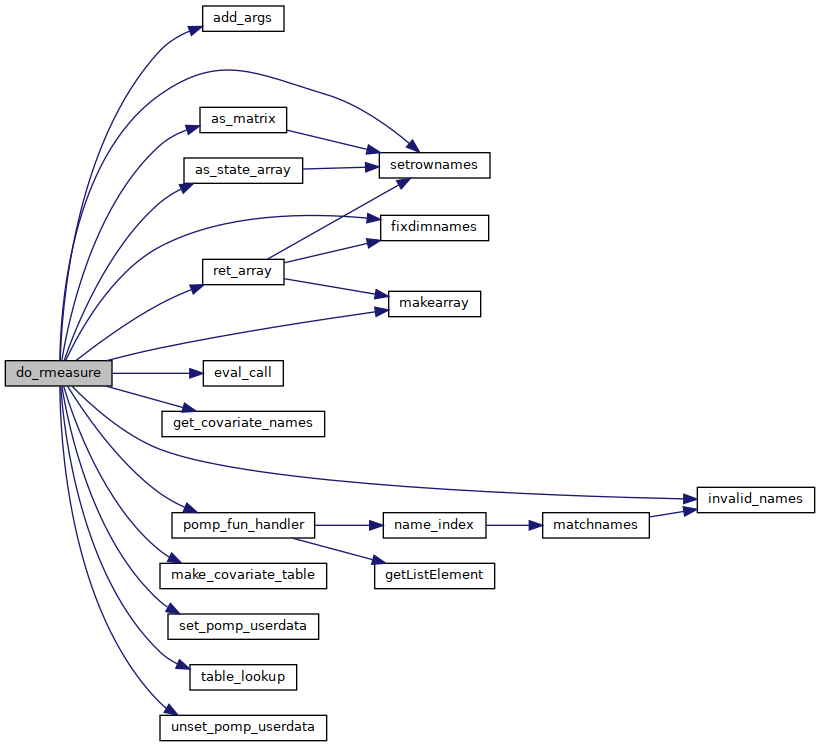 add_args
as_matrix
setrownames
as_state_array
fixdimnames
ret_array
makearray
do_rmeasure
eval_call
get_covariate_names
invalid_names
pomp_fun_handler
name_index
matchnames
make_covariate_table
getListElement
set_pomp_userdata
table_lookup
unset_pomp_userdata